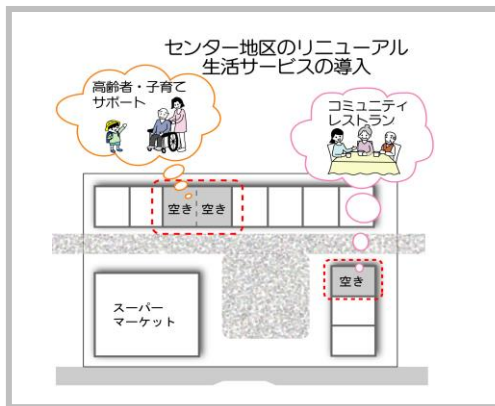 センター地区のリニューアル
生活サービスの導入
高齢者・子育て
サポート
コミュニティ
レストラン
空き
空き
空き
スーパー
マーケット